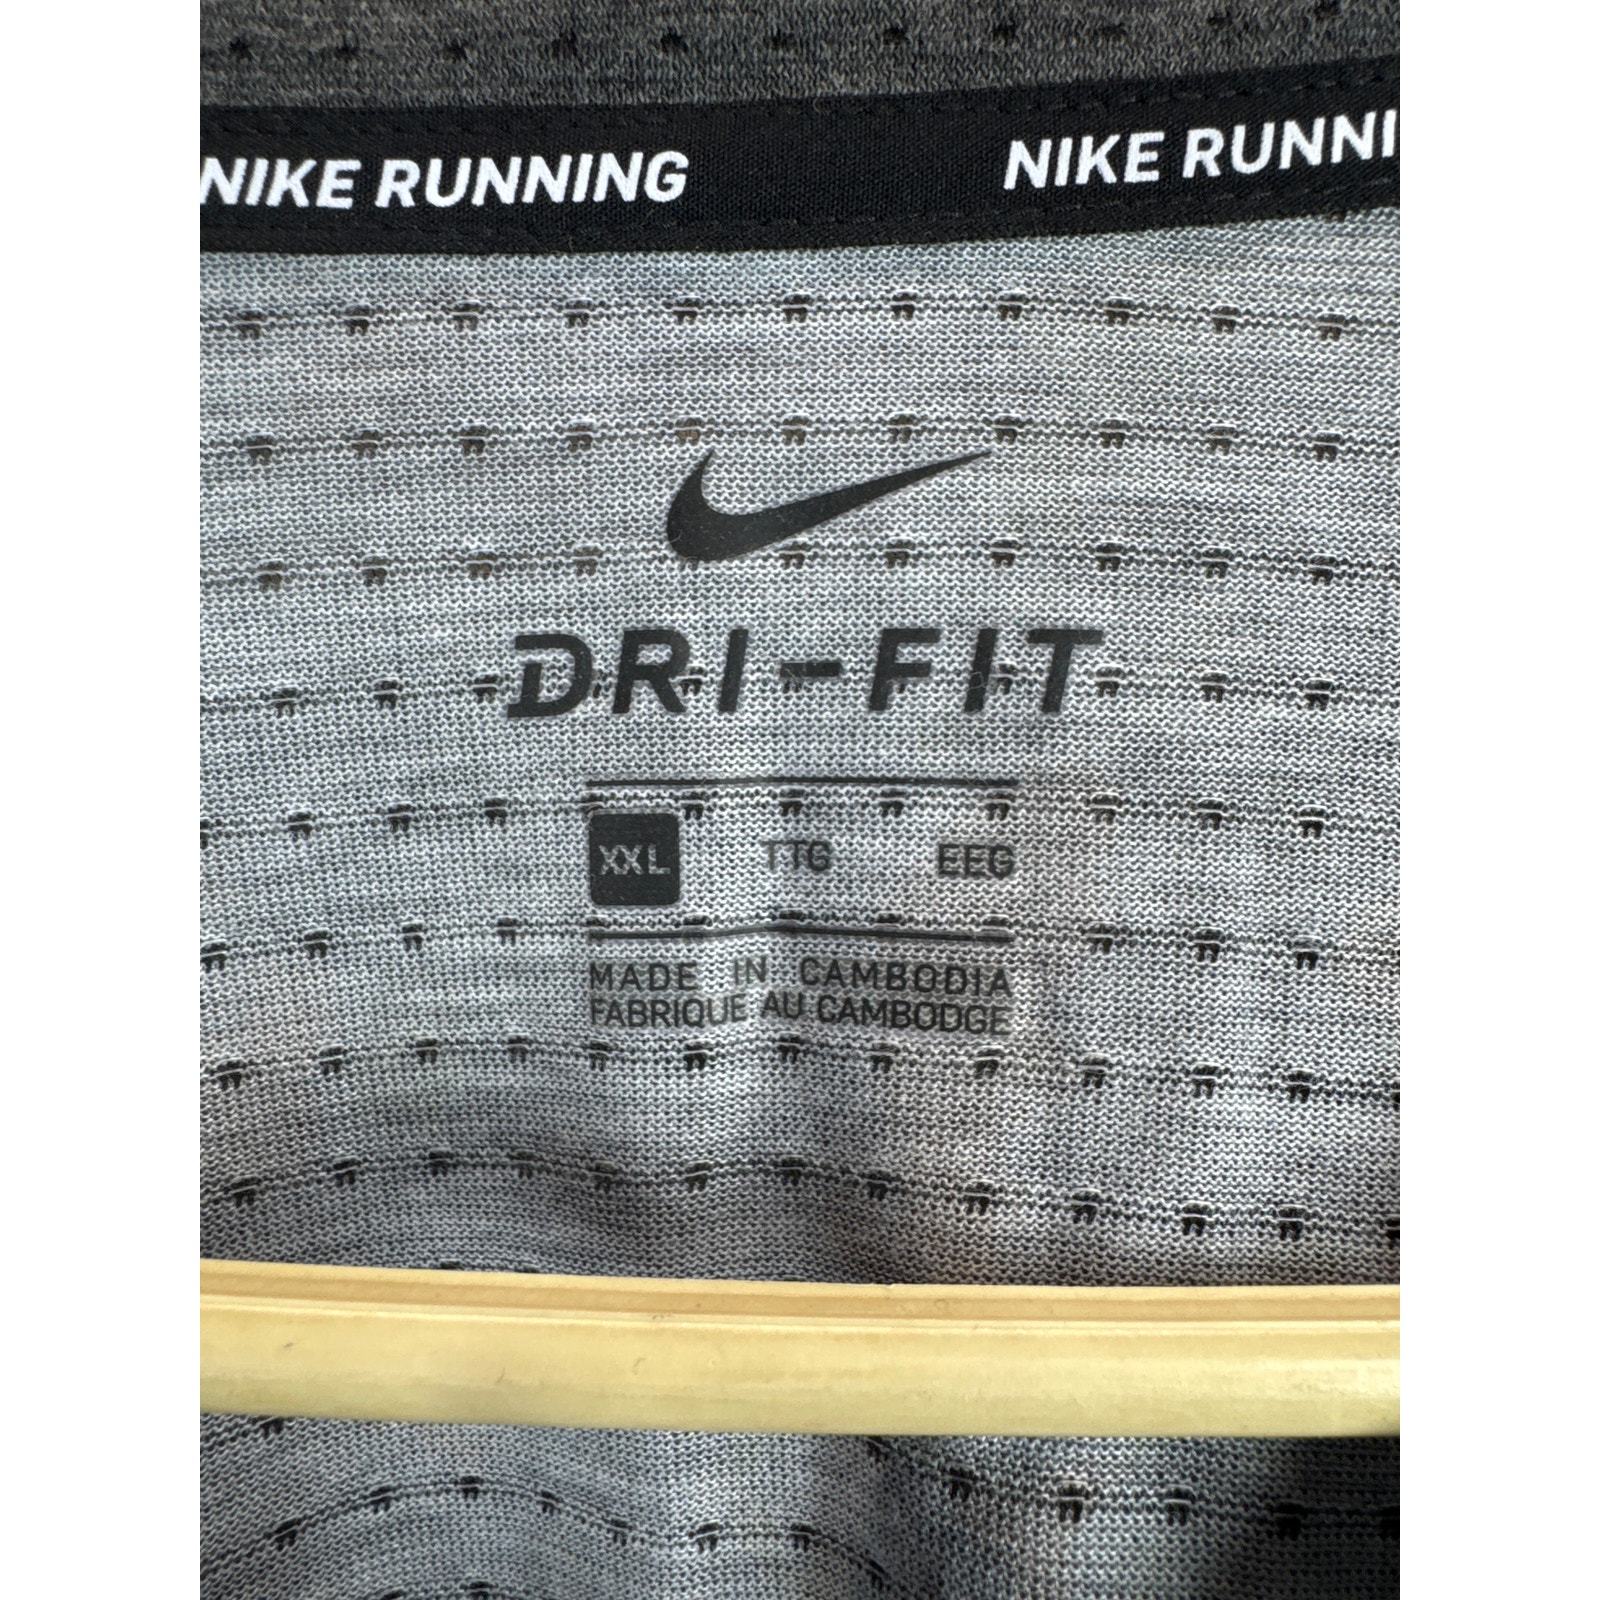 NIKE RUNNING NIKE RUNNI
DRI-FIT
XXL TTG EEG
MADE IN CAMBODIA
FABRIQUE AU CAMBODGE